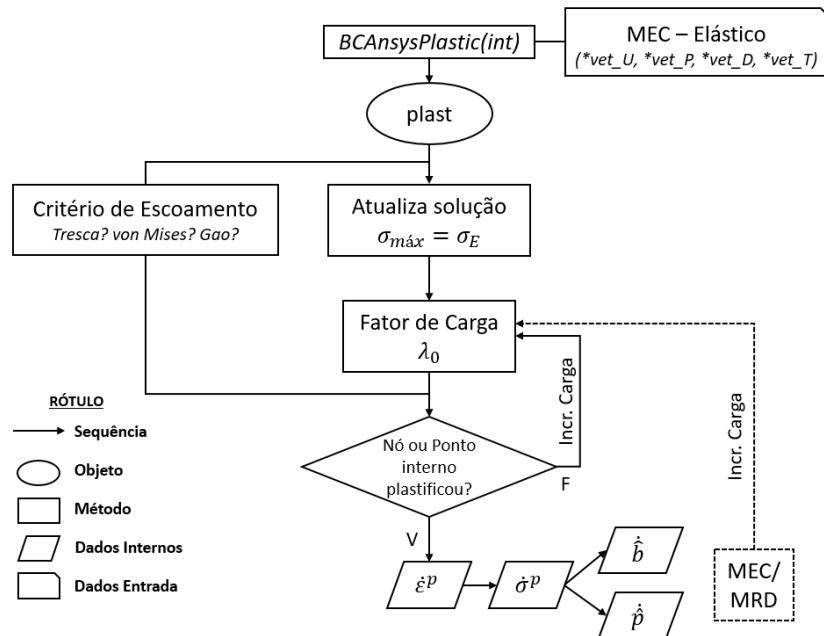 BCAnsysPlastic(int)
MEC – Elástico
(*vet_U, *vet_P, *vet_D, *vet_T)
plast
Critério de Escoamento
Tresca? von Mises? Gao?
Atualiza solução
σmáx = σE
Fator de Carga
λ0
Incr. Carga
Incr. Carga
RÓTULO
Sequência
Objeto
Método
Dados Internos
Dados Entrada
Nó ou Ponto
interno
plastificou?
F
V
ε̇ᵖ
σ̇ᵖ
b̂̇
p̂̇
MEC/
MRD